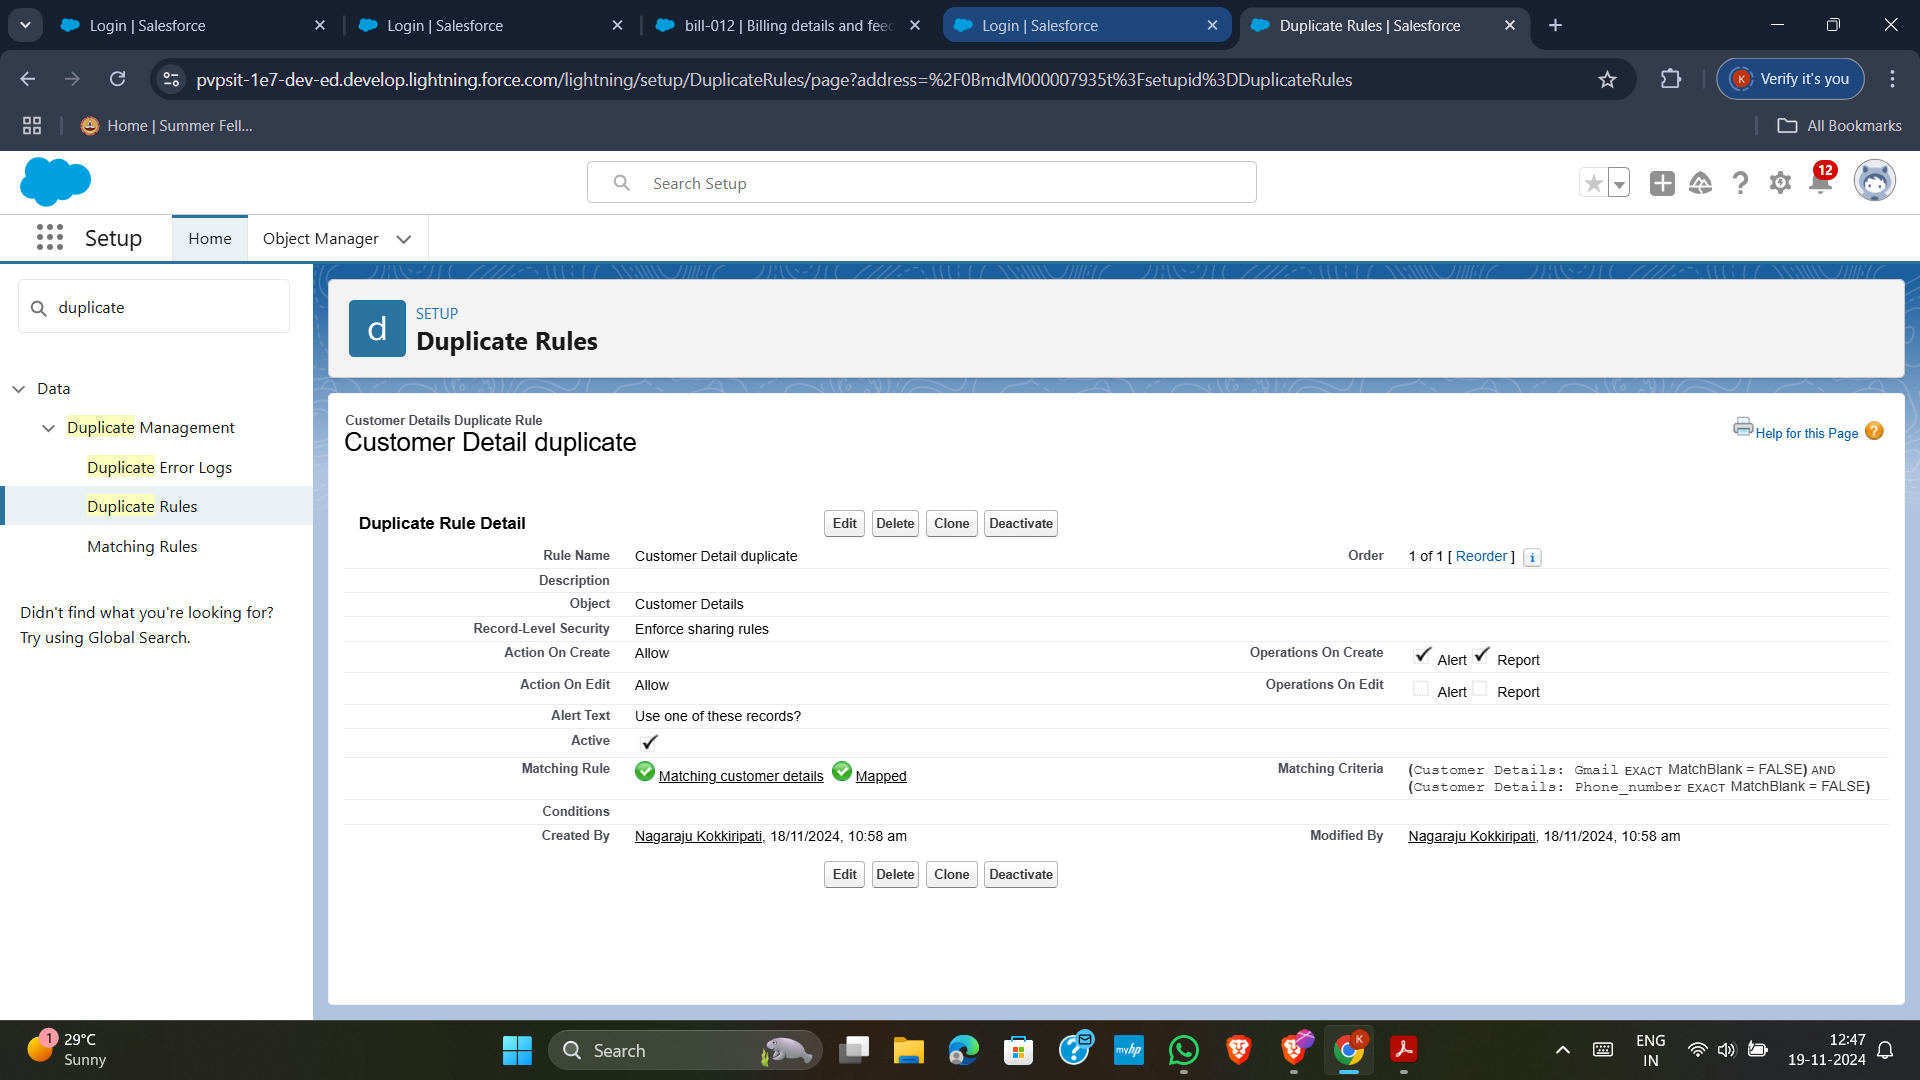 Login | Salesforce
Login | Salesforce
bill-012 | Billing details and feed
Login | Salesforce
Duplicate Rules | Salesforce
pvpsit-1e7-dev-ed.develop.lightning.force.com/lightning/setup/DuplicateRules/page?address=%2F0BmdM000007935t%3Fsetupid%3DDuplicateRules
K Verify it's you
Home | Summer Fell...
All Bookmarks
Search Setup
12
Setup
Home
Object Manager
duplicate
Data
Duplicate Management
Duplicate Error Logs
Duplicate Rules
Matching Rules
Didn't find what you're looking for?
Try using Global Search.
d
SETUP
Duplicate Rules
Customer Details Duplicate Rule
Customer Detail duplicate
Help for this Page ?
Duplicate Rule Detail
Edit Delete Clone Deactivate
Rule Name Customer Detail duplicate Order 1 of 1 [ Reorder ] i
Description
Object Customer Details
Record-Level Security Enforce sharing rules
Action On Create Allow Operations On Create Alert Report
Action On Edit Allow Operations On Edit Alert Report
Alert Text Use one of these records?
Active
Matching Rule Matching customer details Mapped Matching Criteria (Customer Details: Gmail EXACT MatchBlank = FALSE) AND
(Customer Details: Phone_number EXACT MatchBlank = FALSE)
Conditions
Created By Nagaraju Kokkiripati, 18/11/2024, 10:58 am Modified By Nagaraju Kokkiripati, 18/11/2024, 10:58 am
Edit Delete Clone Deactivate
1
29°C
Sunny
Search
myhp
K
ENG
IN
12:47
19-11-2024